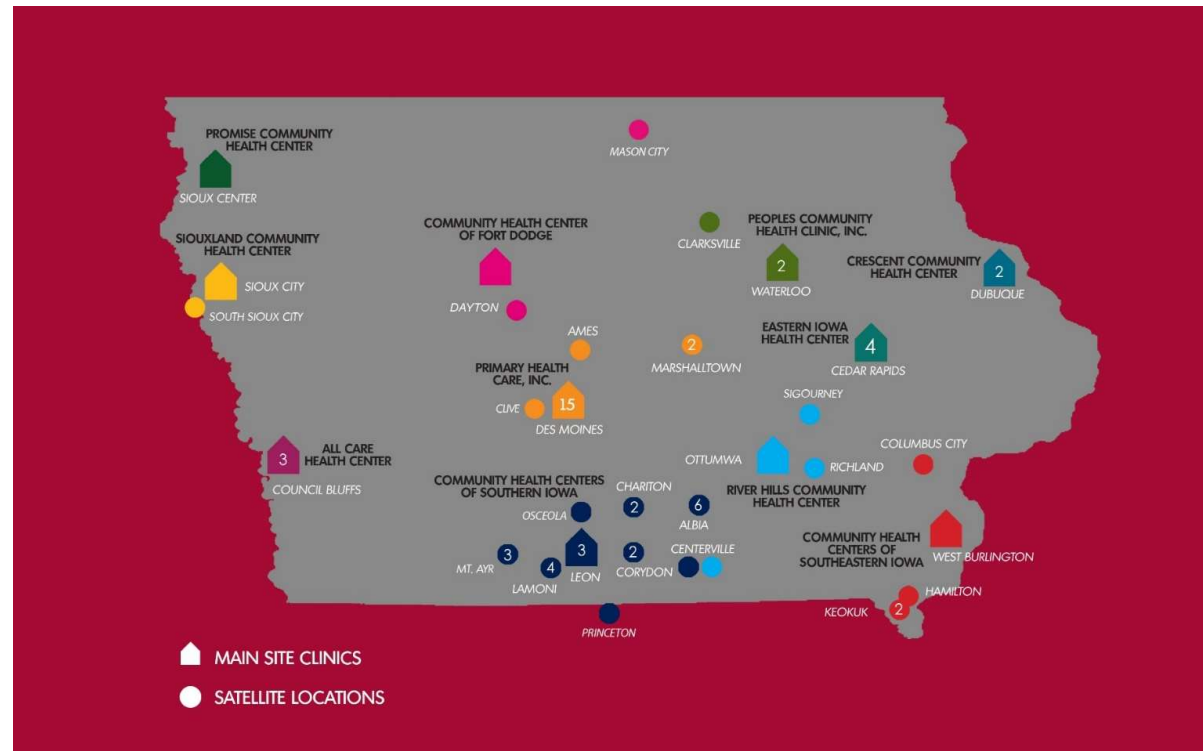 PROMISE COMMUNITY
HEALTH CENTER
SIOUX CENTER
MASON CITY
SIOUXLAND COMMUNITY
HEALTH CENTER
SIOUX CITY
SOUTH SIOUX CITY
COMMUNITY HEALTH CENTER
OF FORT DODGE
DAYTON
CLARKSVILLE
PEOPLES COMMUNITY
HEALTH CLINIC, INC.
2
WATERLOO
CRESCENT COMMUNITY
HEALTH CENTER
2
DUBUQUE
AMES
PRIMARY HEALTH
CARE, INC.
15
CLIVE
DES MOINES
2
MARSHALLTOWN
EASTERN IOWA
HEALTH CENTER
4
CEDAR RAPIDS
SIGOURNEY
3
ALL CARE
HEALTH CENTER
COUNCIL BLUFFS
OTTUMWA
RICHLAND
RIVER HILLS COMMUNITY
HEALTH CENTER
COLUMBUS CITY
COMMUNITY HEALTH CENTERS
OF SOUTHERN IOWA
OSCEOLA
CHARITON
2
6
ALBIA
3
MT. AYR
4
LAMONI
3
LEON
2
CORYDON
CENTERVILLE
COMMUNITY HEALTH
CENTERS OF
SOUTHEASTERN IOWA
WEST BURLINGTON
HAMILTON
KEOKUK
2
PRINCETON
MAIN SITE CLINICS
SATELLITE LOCATIONS